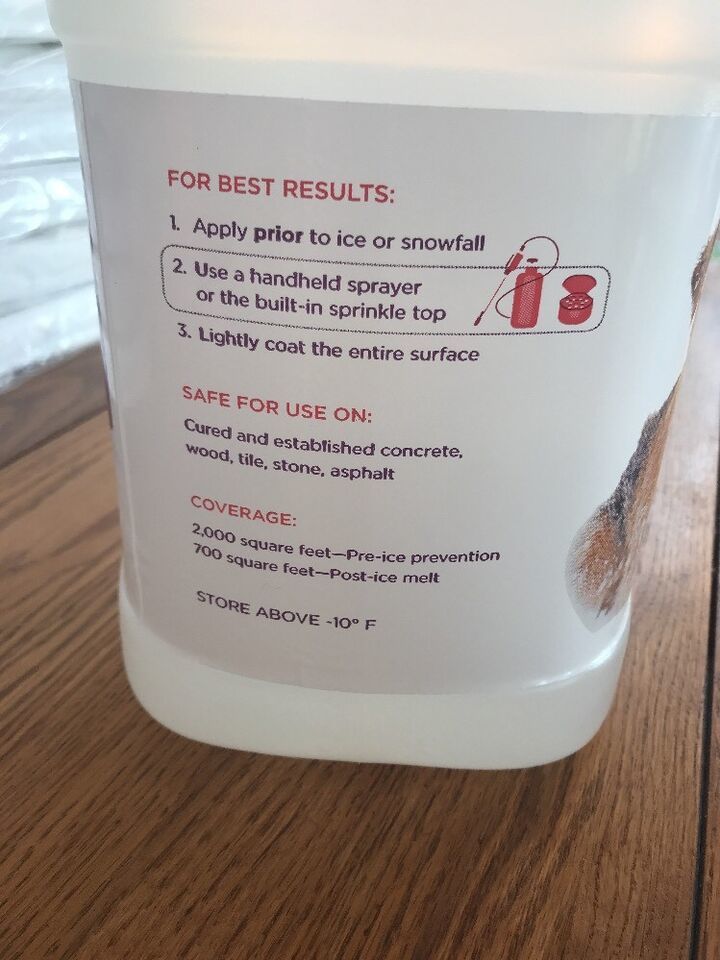 FOR BEST RESULTS:
1. Apply prior to ice or snowfall
2. Use a handheld sprayer
or the built-in sprinkle top
3. Lightly coat the entire surface
SAFE FOR USE ON:
Cured and established concrete,
wood, tile, stone, asphalt
COVERAGE:
2,000 square feet—Pre-ice prevention
700 square feet—Post-ice melt
STORE ABOVE -10° F